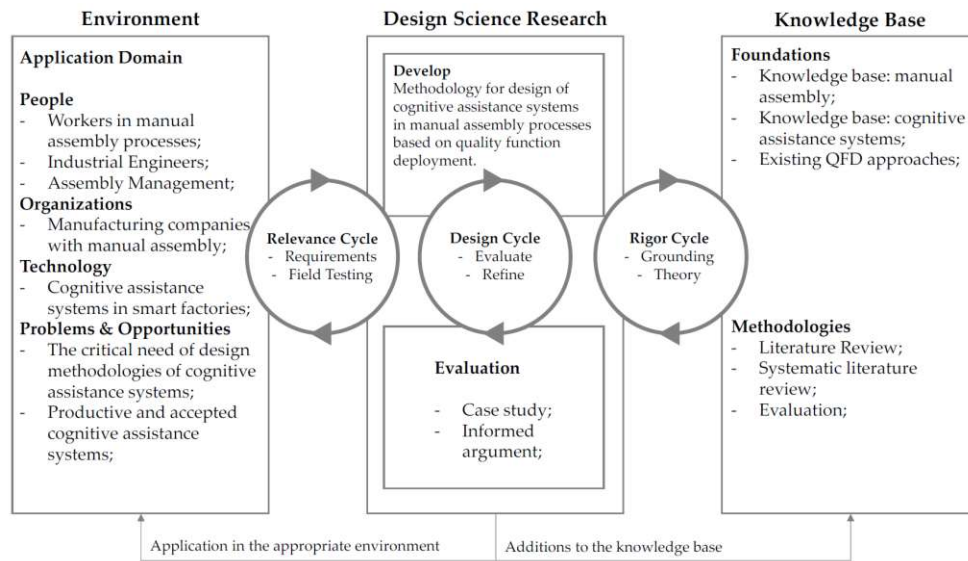 Environment
Application Domain
People
- Workers in manual
assembly processes;
- Industrial Engineers;
- Assembly Management;
Organizations
- Manufacturing companies
with manual assembly;
Technology
- Cognitive assistance
systems in smart factories;
Problems & Opportunities
- The critical need of design
methodologies of cognitive
assistance systems;
- Productive and accepted
cognitive assistance
systems;
Relevance Cycle
- Requirements
- Field Testing
Design Science Research
Develop
Methodology for design of
cognitive assistance systems
in manual assembly processes
based on quality function
deployment.
Design Cycle
- Evaluate
- Refine
Evaluation
- Case study;
- Informed
argument;
Rigor Cycle
- Grounding
- Theory
Knowledge Base
Foundations
- Knowledge base: manual
assembly;
- Knowledge base: cognitive
assistance systems;
- Existing QFD approaches;
Methodologies
- Literature Review;
- Systematic literature
review;
- Evaluation;
Application in the appropriate environment
Additions to the knowledge base